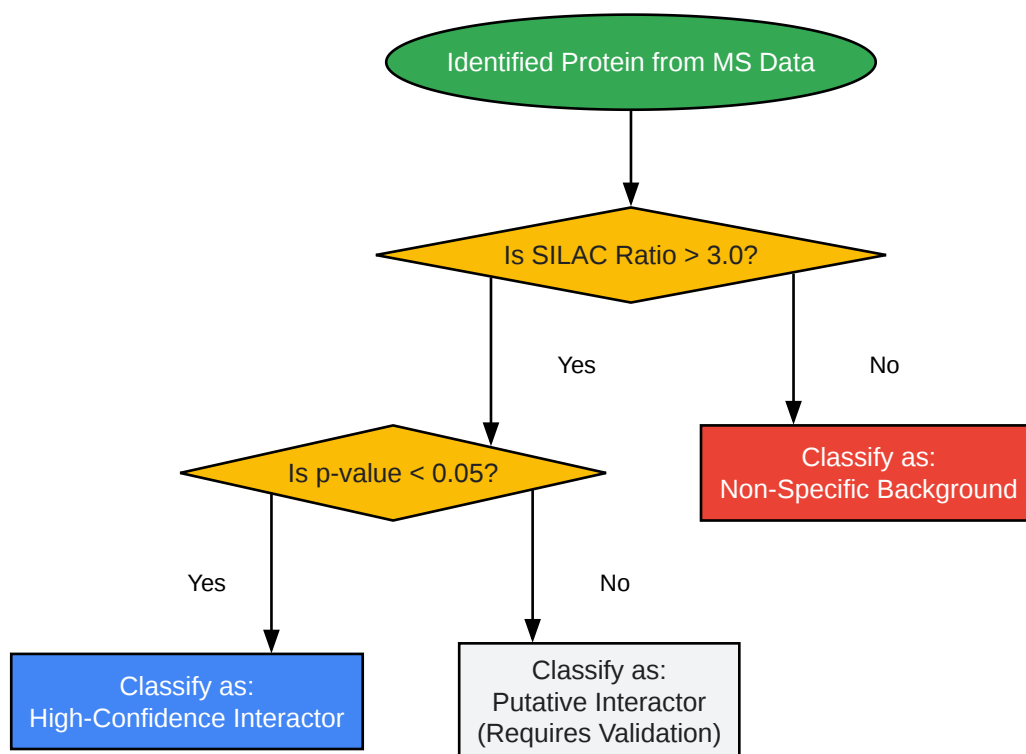 Identified Protein from MS Data
Is SILAC Ratio > 3.0?
Yes
No
Is p-value < 0.05?
Classify as:
Non-Specific Background
Yes
No
Classify as:
High-Confidence Interactor
Classify as:
Putative Interactor
(Requires Validation)